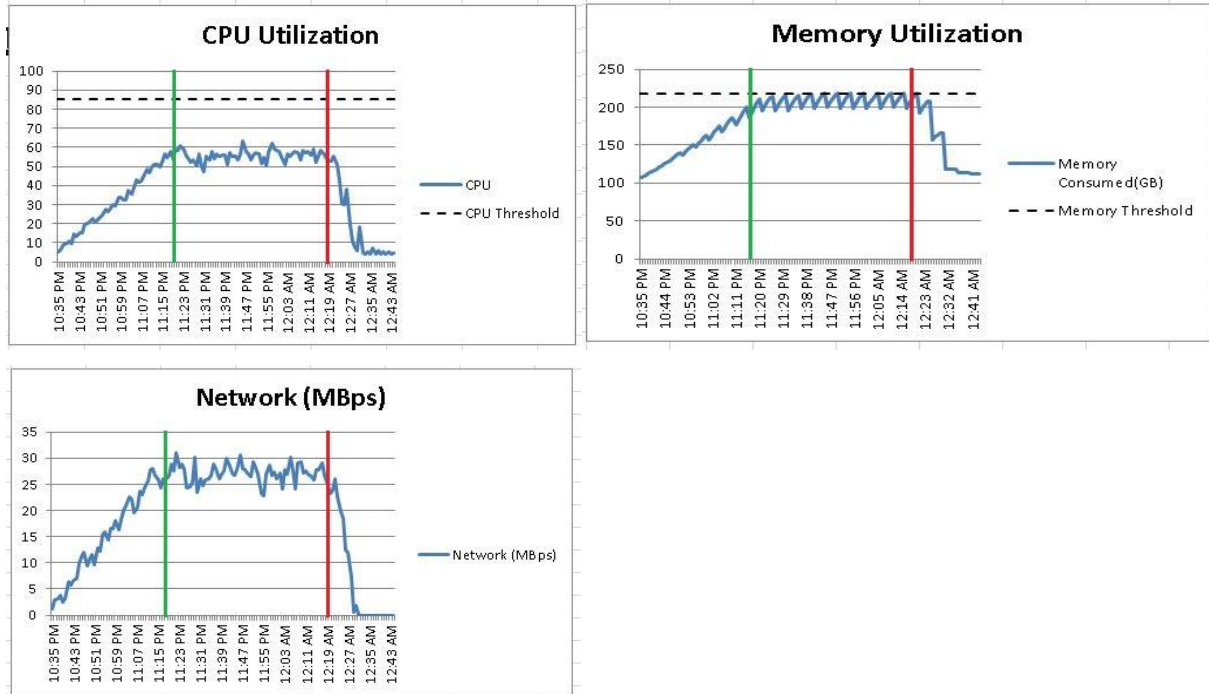 CPU Utilization
100
90
80
70
60
50
40
30
20
10
0
10:35 PM
10:43 PM
10:51 PM
10:59 PM
11:07 PM
11:15 PM
11:23 PM
11:31 PM
11:39 PM
11:47 PM
11:55 PM
12:03 AM
12:11 AM
12:19 AM
12:27 AM
12:35 AM
12:43 AM
CPU
CPU Threshold
Memory Utilization
250
200
150
100
50
0
10:35 PM
10:44 PM
10:53 PM
11:02 PM
11:11 PM
11:20 PM
11:29 PM
11:38 PM
11:47 PM
11:56 PM
12:05 AM
12:14 AM
12:23 AM
12:32 AM
12:41 AM
Memory
Consumed(GB)
Memory Threshold
Network (MBps)
35
30
25
20
15
10
5
0
10:35 PM
10:43 PM
10:51 PM
10:59 PM
11:07 PM
11:15 PM
11:23 PM
11:31 PM
11:39 PM
11:47 PM
11:55 PM
12:03 AM
12:11 AM
12:19 AM
12:27 AM
12:35 AM
12:43 AM
Network (MBps)